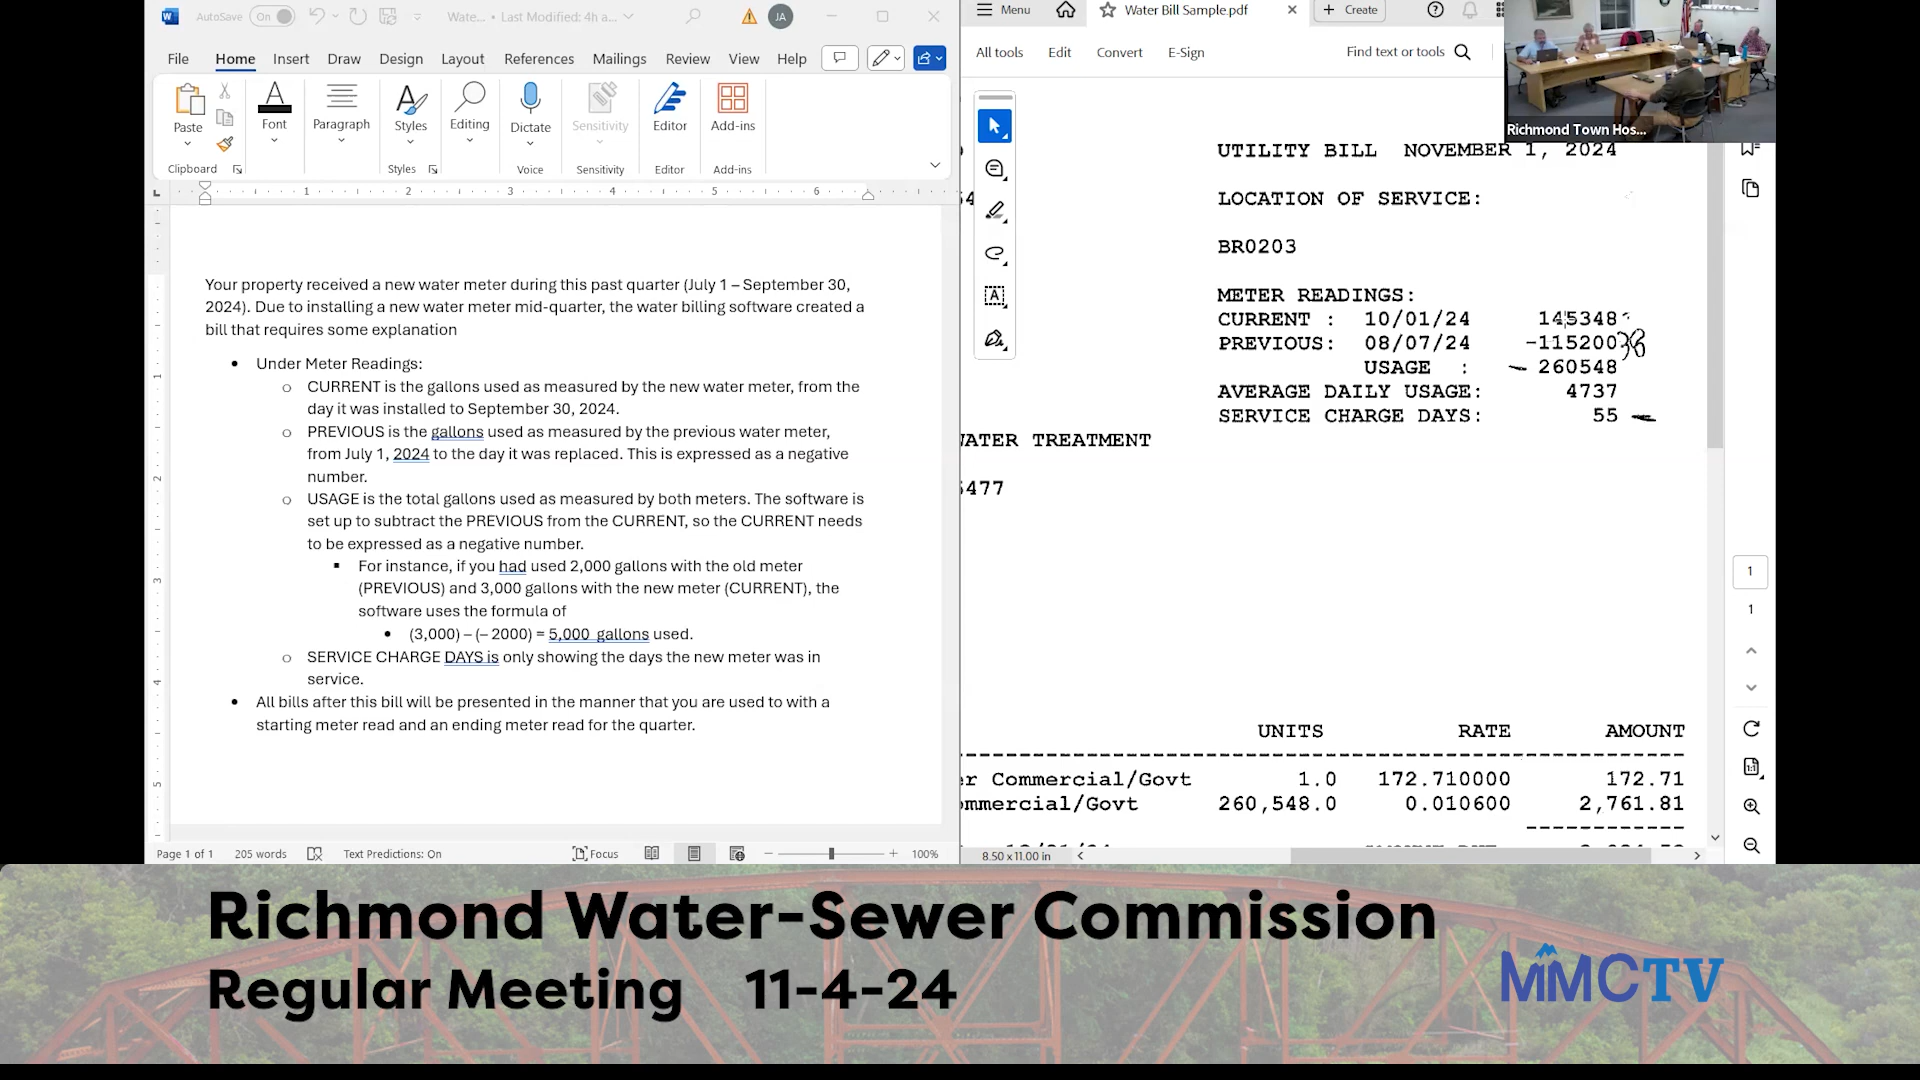 AutoSave On
Wate... • Last Modified: 4h a...
JA
File Home Insert Draw Design Layout References Mailings Review View Help
Paste
Font
Paragraph
Styles
Editing
Dictate
Sensitivity
Editor
Add-ins
Clipboard
Styles
Voice
Sensitivity
Editor
Add-ins
1 2 3 4 5 6
1
2
3
4
5
Your property received a new water meter during this past quarter (July 1 – September 30,
2024). Due to installing a new water meter mid-quarter, the water billing software created a
bill that requires some explanation
• Under Meter Readings:
o CURRENT is the gallons used as measured by the new water meter, from the
day it was installed to September 30, 2024.
o PREVIOUS is the gallons used as measured by the previous water meter,
from July 1, 2024 to the day it was replaced. This is expressed as a negative
number.
o USAGE is the total gallons used as measured by both meters. The software is
set up to subtract the PREVIOUS from the CURRENT, so the CURRENT needs
to be expressed as a negative number.
▪ For instance, if you had used 2,000 gallons with the old meter
(PREVIOUS) and 3,000 gallons with the new meter (CURRENT), the
software uses the formula of
• (3,000) – (– 2000) = 5,000 gallons used.
o SERVICE CHARGE DAYS is only showing the days the new meter was in
service.
• All bills after this bill will be presented in the manner that you are used to with a
starting meter read and an ending meter read for the quarter.
Page 1 of 1 205 words Text Predictions: On Focus 100%
Menu Water Bill Sample.pdf Create
All tools Edit Convert E-Sign Find text or tools
Richmond Town Hos...
UTILITY BILL NOVEMBER 1, 2024
LOCATION OF SERVICE:
BR0203
METER READINGS:
CURRENT : 10/01/24 145348
PREVIOUS: 08/07/24 -115200
USAGE : 260548
AVERAGE DAILY USAGE: 4737
SERVICE CHARGE DAYS: 55
WATER TREATMENT
5477
1
1
UNITS RATE AMOUNT
er Commercial/Govt 1.0 172.710000 172.71
ommercial/Govt 260,548.0 0.010600 2,761.81
8.50 x 11.00 in
Richmond Water-Sewer Commission
Regular Meeting 11-4-24
MMCTV